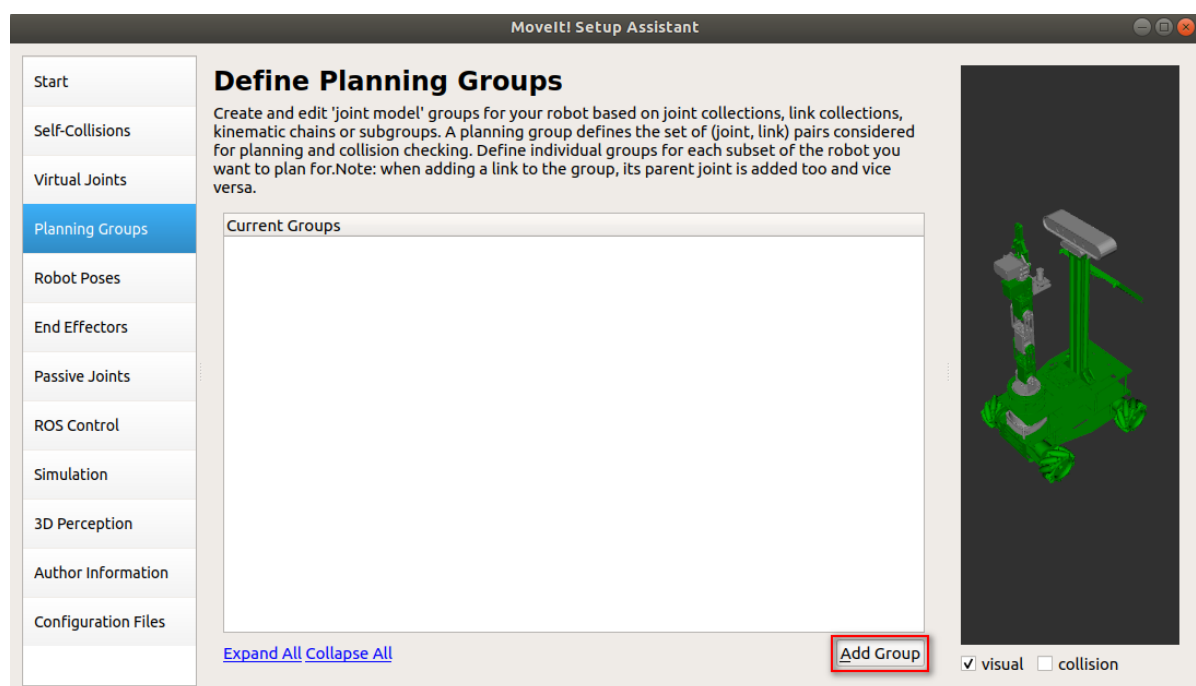 MoveIt! Setup Assistant
Start
Self-Collisions
Virtual Joints
Planning Groups
Robot Poses
End Effectors
Passive Joints
ROS Control
Simulation
3D Perception
Author Information
Configuration Files
Define Planning Groups
Create and edit 'joint model' groups for your robot based on joint collections, link collections,
kinematic chains or subgroups. A planning group defines the set of (joint, link) pairs considered
for planning and collision checking. Define individual groups for each subset of the robot you
want to plan for.Note: when adding a link to the group, its parent joint is added too and vice
versa.
Current Groups
Expand All Collapse All
Add Group
visual
collision